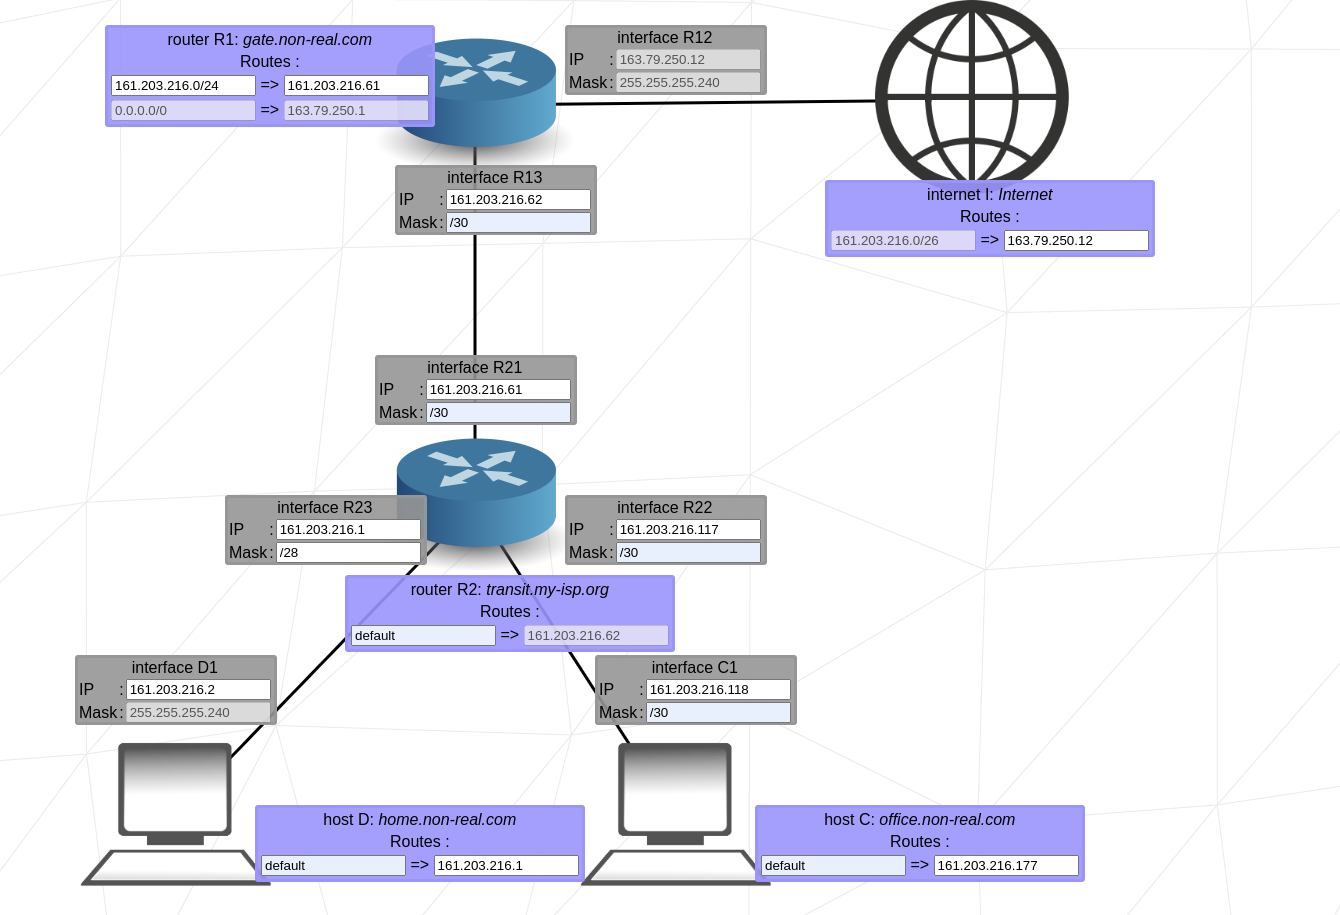 router R1: gate.non-real.com
Routes :
161.203.216.0/24 => 161.203.216.61
0.0.0.0/0 => 163.79.250.1
interface R12
IP : 163.79.250.12
Mask : 255.255.255.240
interface R13
IP : 161.203.216.62
Mask : /30
internet I: Internet
Routes :
161.203.216.0/26 => 163.79.250.12
interface R21
IP : 161.203.216.61
Mask : /30
interface R23
IP : 161.203.216.1
Mask : /28
interface R22
IP : 161.203.216.117
Mask : /30
router R2: transit.my-isp.org
Routes :
default => 161.203.216.62
interface D1
IP : 161.203.216.2
Mask : 255.255.255.240
interface C1
IP : 161.203.216.118
Mask : /30
host D: home.non-real.com
Routes :
default => 161.203.216.1
host C: office.non-real.com
Routes :
default => 161.203.216.177